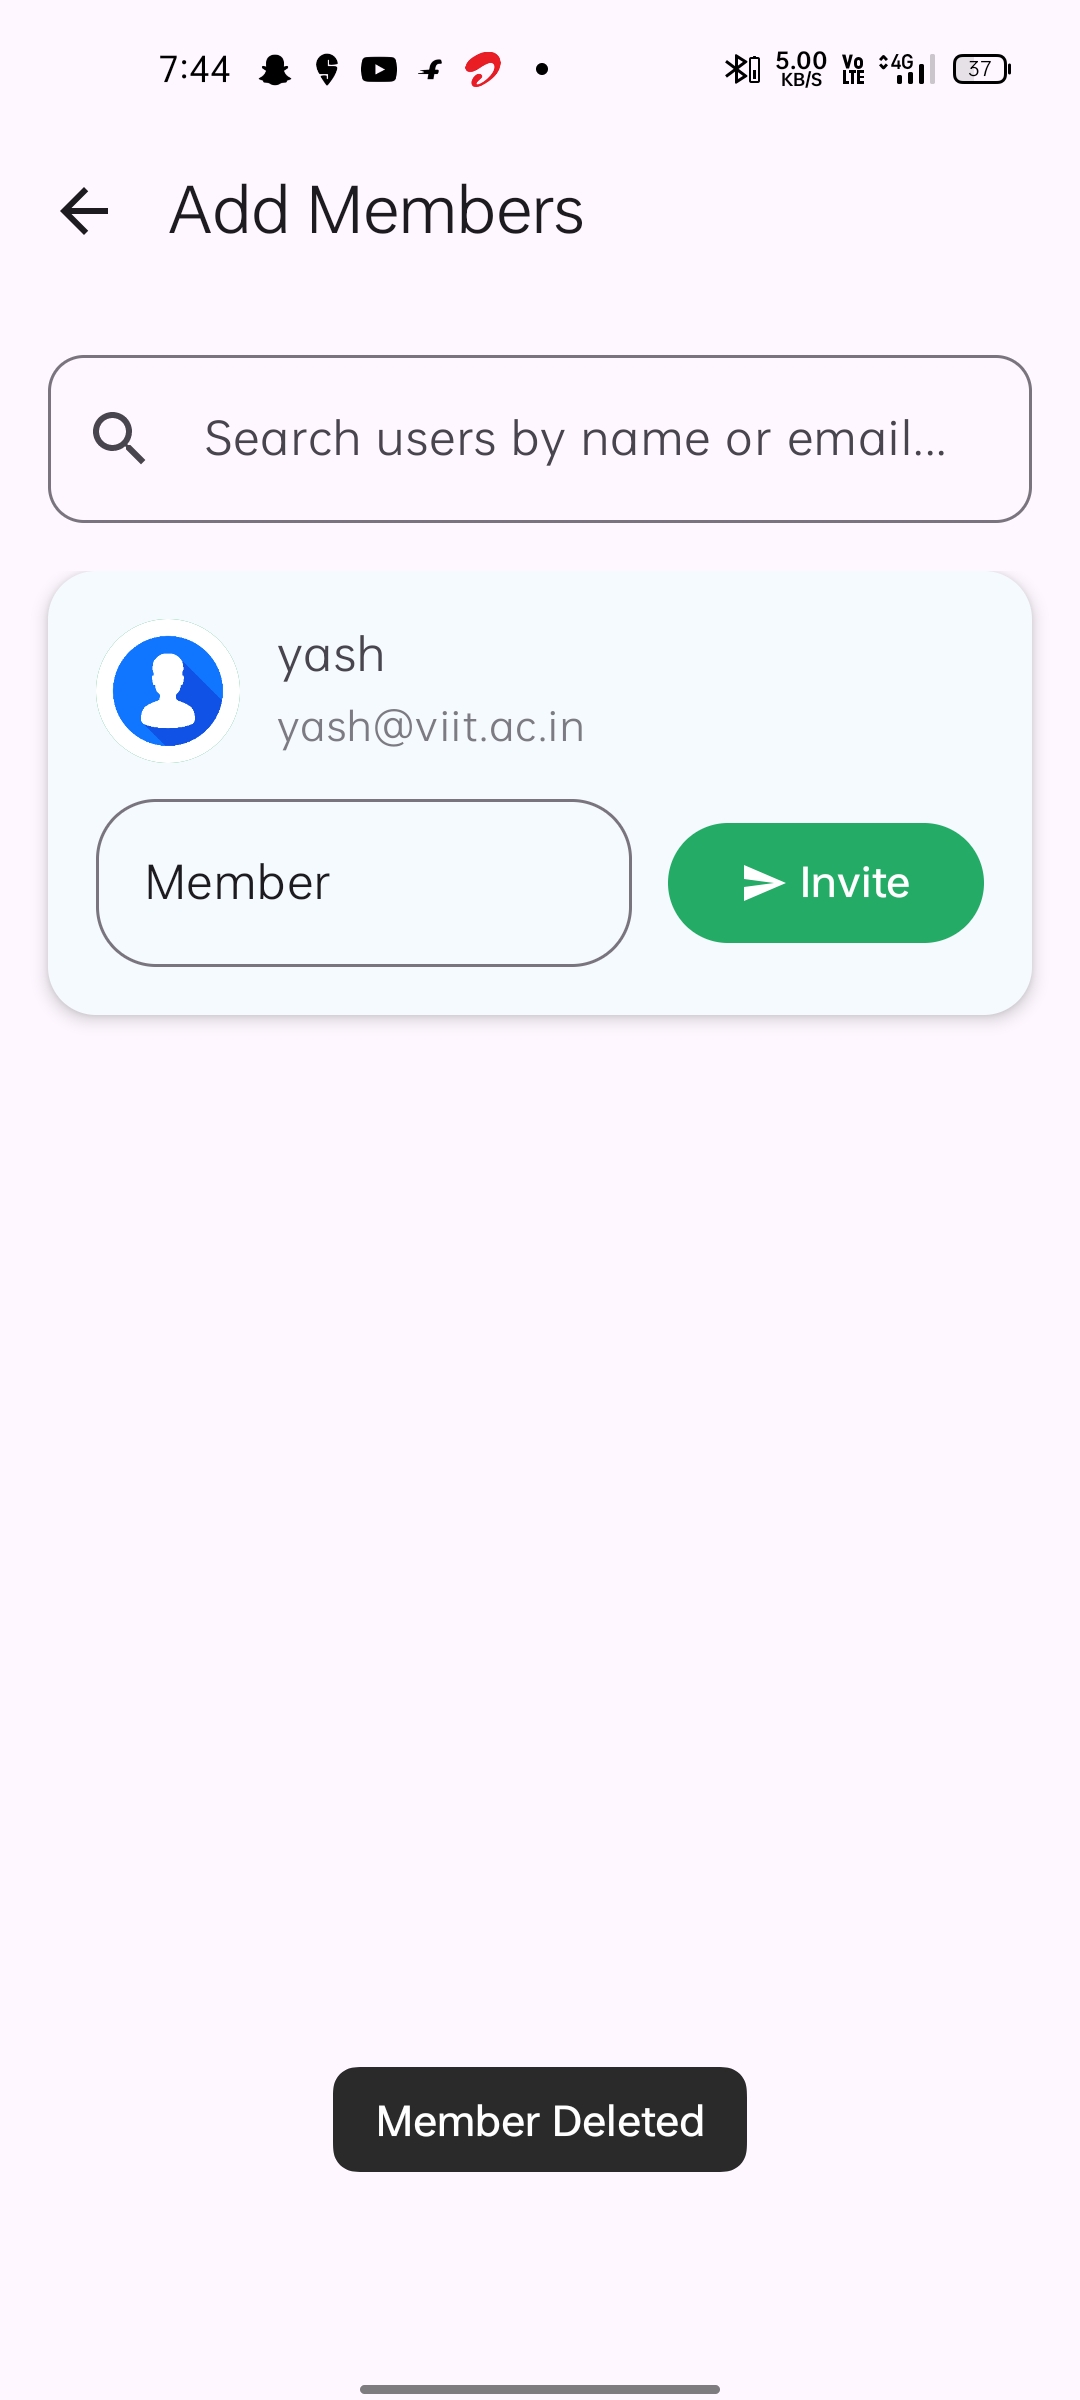 7:44 5.00 KB/S Vo LTE 4G 37
Add Members
Search users by name or email...
yash
yash@viit.ac.in
Member
Invite
Member Deleted